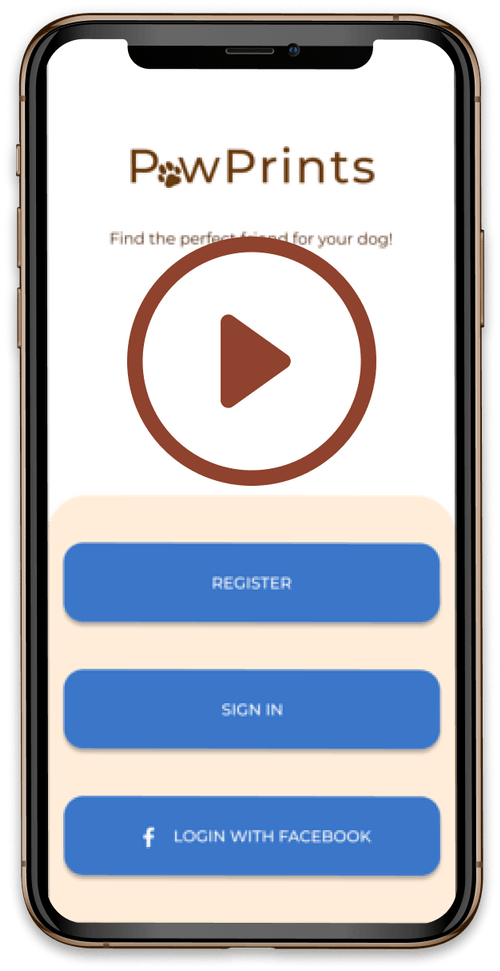 PawPrints
Find the perfect friend for your dog!
REGISTER
SIGN IN
LOGIN WITH FACEBOOK